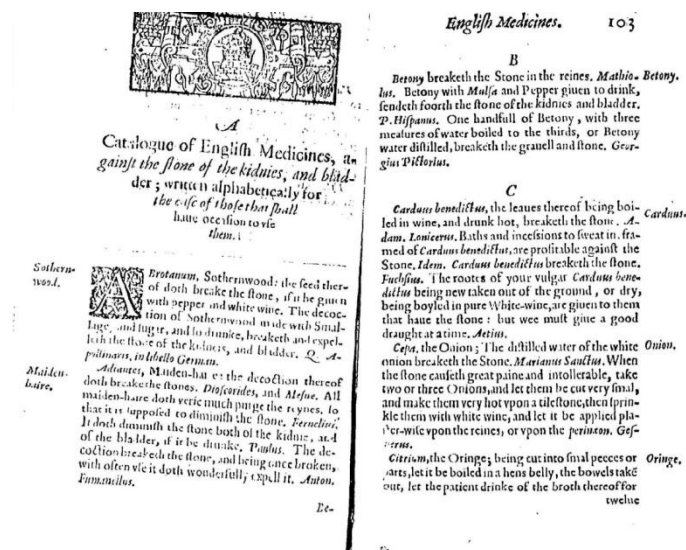 A
Catalogue of Engliſh Medicines, a-
gainſt the ſtone of the kidnies, and blad-
der; written alphabetically for
the eaſe of thoſe that ſhall
haue occaſion to vſe
them.
Sothern-
wood.
ABrotanum, Sothernwood: the ſeed ther-
of doth breake the ſtone, if it be giuen
with pepper and white wine. The decoc-
tion of Sothernwood made with Smal-
lage, and ſugar, and ſo drunke, breaketh and expel-
leth the ſtone of the kidneis, and bladder. Q. A-
pollinaris, in libello German.
Maiden-
haire.
Adiantes, Maiden-haire the decoction thereof
doth breake the ſtones. Dioſcorides, and Meſue. All
maiden-haire doth verie much purge the reynes, ſo
that it is ſuppoſed to diminiſh the ſtone. Fernelius.
It doth diminiſh the ſtone both of the kidnie, and
of the bladder, if it be drunke. Paulus. The de-
coction breaketh the ſtone, and being once broken,
with often vſe it doth wonderfully expell it. Anton.
Fumanellus.
Be-
Engliſh Medicines. 103
B
Betony breaketh the Stone in the reines. Mathio- Betony.
lus. Betony with Mulſa and Pepper giuen to drink,
ſendeth foorth the ſtone of the kidnies and bladder.
P. Hiſpanus. One handfull of Betony, with three
meaſures of water boiled to the thirds, or Betony
water diſtilled, breaketh the grauell and ſtone. Geor-
gius Pictorius.
C
Carduus benedictus, the leaues thereof being boi-
led in wine, and drunk hot, breaketh the ſtone. A- Carduus.
dam. Lonicerus. Baths and inceſsions to ſweat in, fra-
med of Carduus benedictus, are profitable againſt the
Stone. Idem. Carduus benedictus breaketh the ſtone.
Fuchſius. The rootes of your vulgar Carduus bene-
dictus being new taken out of the ground, or dry,
being boyled in pure White-wine, are giuen to them
that haue the ſtone: but wee muſt giue a good
draught at a time. Aetius.
Cepa, the Onion; The diſtilled water of the white Onion.
onion breaketh the Stone. Marianus Sanctus. When
the ſtone cauſeth great paine and intollerable, take
two or three Onions, and let them be cut very ſmal,
and make them very hot vpon a tileſtone, then ſprin-
kle them with white wine, and let it be applied pla-
ſter-wiſe vpon the reines, or vpon the perinæon. Geſ-
nerus.
Citrium, the Oringe; being cut into ſmal peeces or Oringe.
parts, let it be boiled in a hens belly, the bowels take
out, let the patient drinke of the broth thereof for
twelue